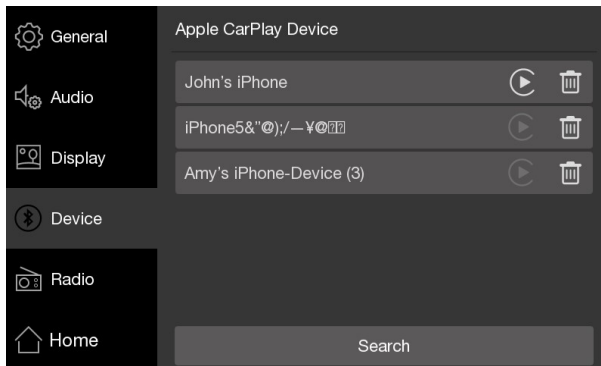 General
Audio
Display
Device
Radio
Home
Apple CarPlay Device
John's iPhone
iPhone5&"@);/—¥@⍰⍰
Amy's iPhone-Device (3)
Search